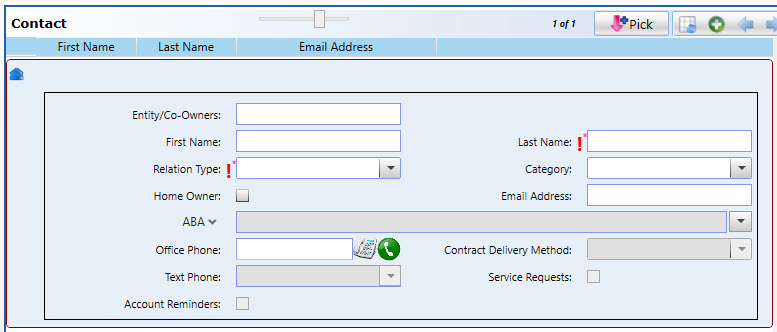 Contact 1 of 1 Pick
First Name Last Name Email Address
Entity/Co-Owners:
First Name: Last Name: ! *
Relation Type: ! * Category:
Home Owner: Email Address:
ABA
Office Phone: Contract Delivery Method:
Text Phone: Service Requests:
Account Reminders: